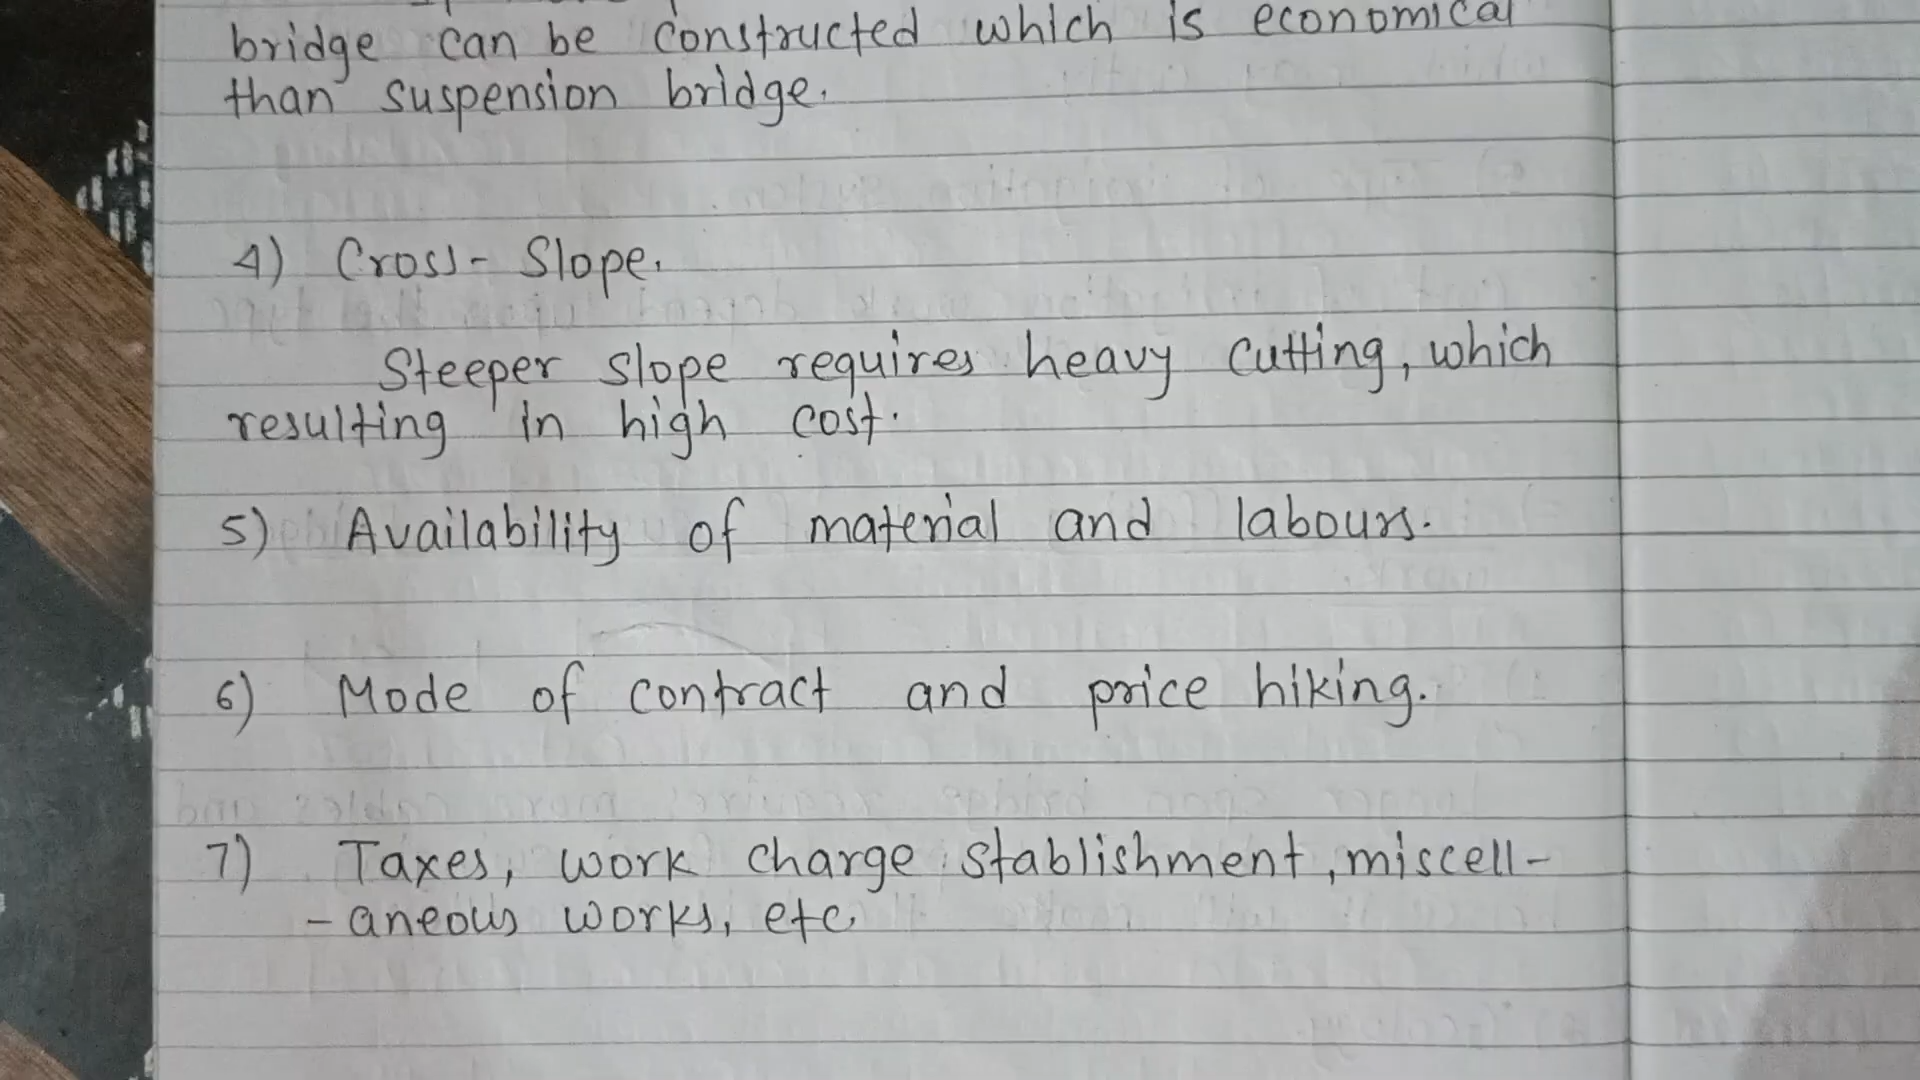 bridge can be constructed which is economical
than suspension bridge.
4) Cross-Slope.
Steeper slope requires heavy cutting, which
resulting in high cost.
5) Availability of material and labours.
6) Mode of contract and price hiking.
7) Taxes, work charge stablishment, miscell-
- aneous works, etc.